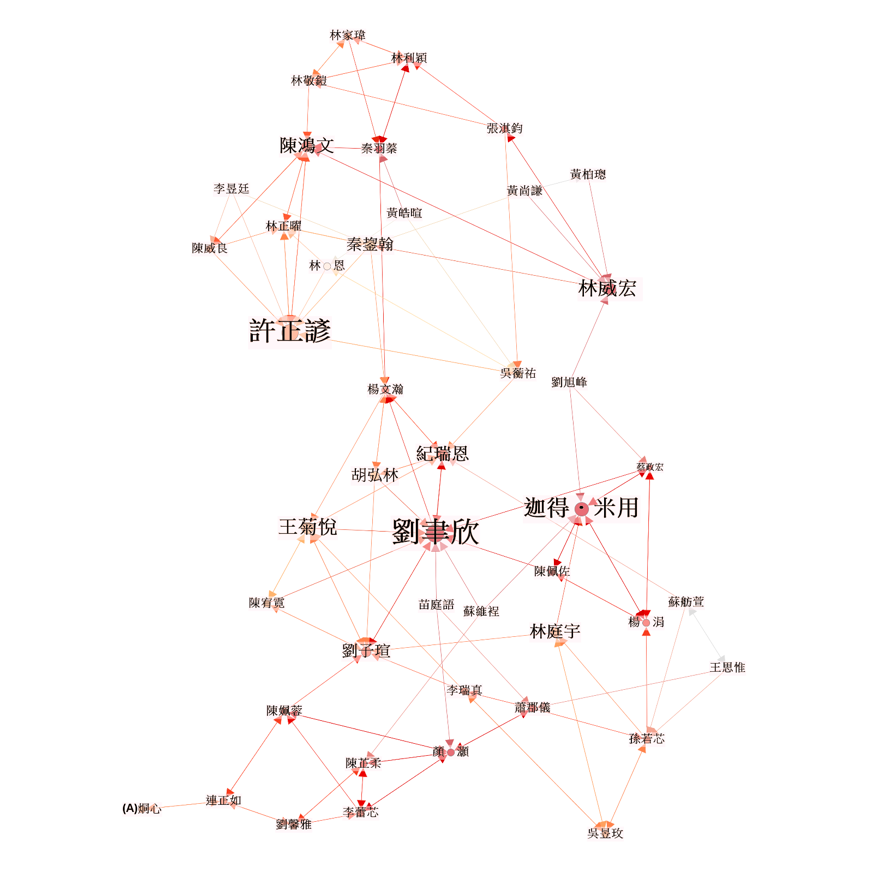 林家瑋
林利穎
林敬鎧
張淇鈞
陳鴻文
秦羽蓁
黃柏璁
李昱廷
黃尚謙
黃皓暄
林正曜
陳威良
秦鋆翰
林○恩
林威宏
許正諺
吳蘅祐
劉旭峰
楊文瀚
紀瑞恩
蔡政宏
胡弘林
迦得●米用
王菊悅
劉聿欣
陳佩佐
陳宥霓
苗庭語
蘇維裎
蘇舫萱
楊●涓
林庭宇
劉子瑄
王思惟
李瑞真
陳姵蓉
蕭郡儀
孫若芯
顏●灝
陳芷柔
連正如
(A)炯心
李蕾芯
劉馨雅
吳昱玫